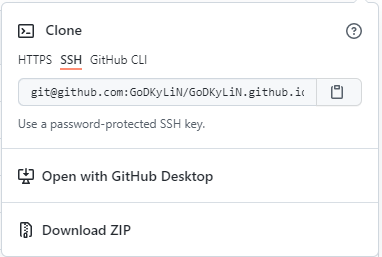 Clone
HTTPS SSH GitHub CLI
git@github.com:GoDKyLiN/GoDKyLiN.github.io
Use a password-protected SSH key.
Open with GitHub Desktop
Download ZIP